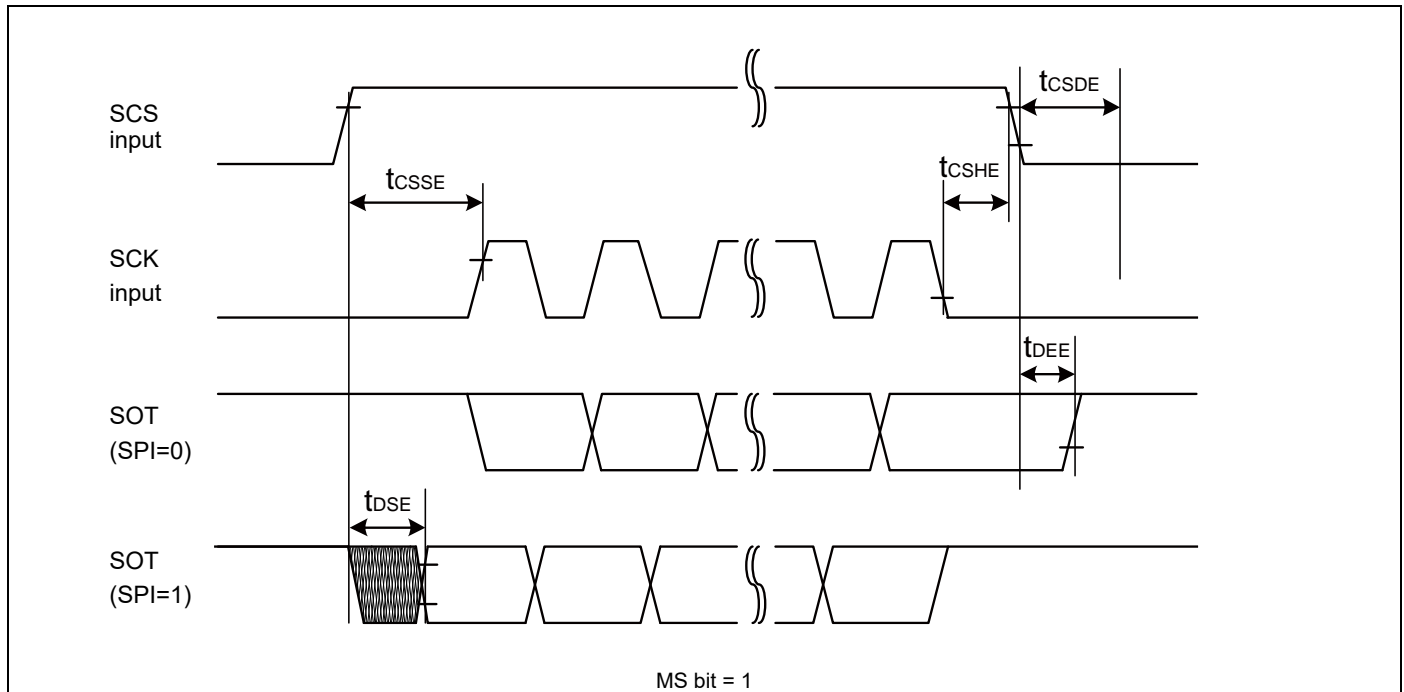 SCS
input
tCSDE
tCSSE
tCSHE
SCK
input
tDEE
SOT
(SPI=0)
tDSE
SOT
(SPI=1)
MS bit = 1